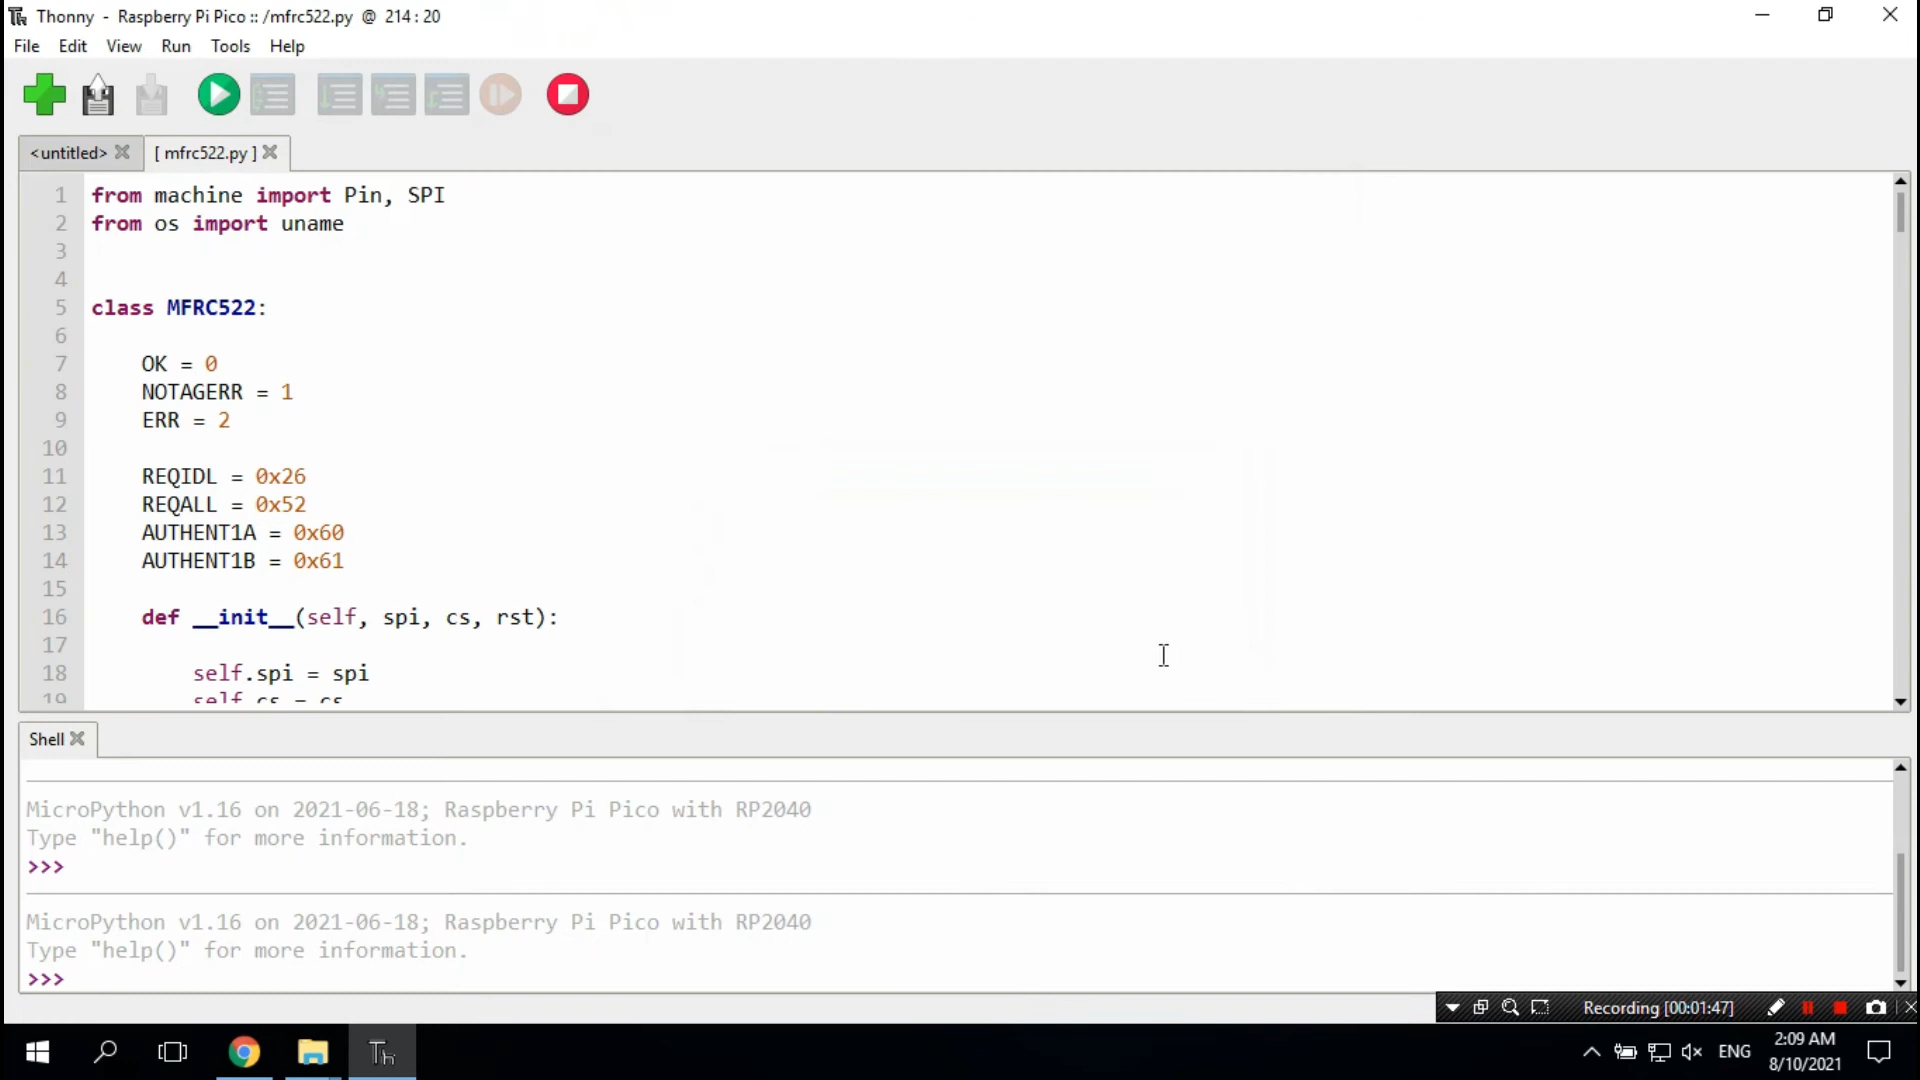 Thonny - Raspberry Pi Pico :: /mfrc522.py @ 214 : 20
File Edit View Run Tools Help
<untitled> [ mfrc522.py ]
1 from machine import Pin, SPI
2 from os import uname
3
4
5 class MFRC522:
6
7 OK = 0
8 NOTAGERR = 1
9 ERR = 2
10
11 REQIDL = 0x26
12 REQALL = 0x52
13 AUTHENT1A = 0x60
14 AUTHENT1B = 0x61
15
16 def __init__(self, spi, cs, rst):
17
18 self.spi = spi
19 self.cs = cs
Shell
MicroPython v1.16 on 2021-06-18; Raspberry Pi Pico with RP2040
Type "help()" for more information.
>>>
MicroPython v1.16 on 2021-06-18; Raspberry Pi Pico with RP2040
Type "help()" for more information.
>>>
Recording [00:01:47]
Th
ENG
2:09 AM
8/10/2021